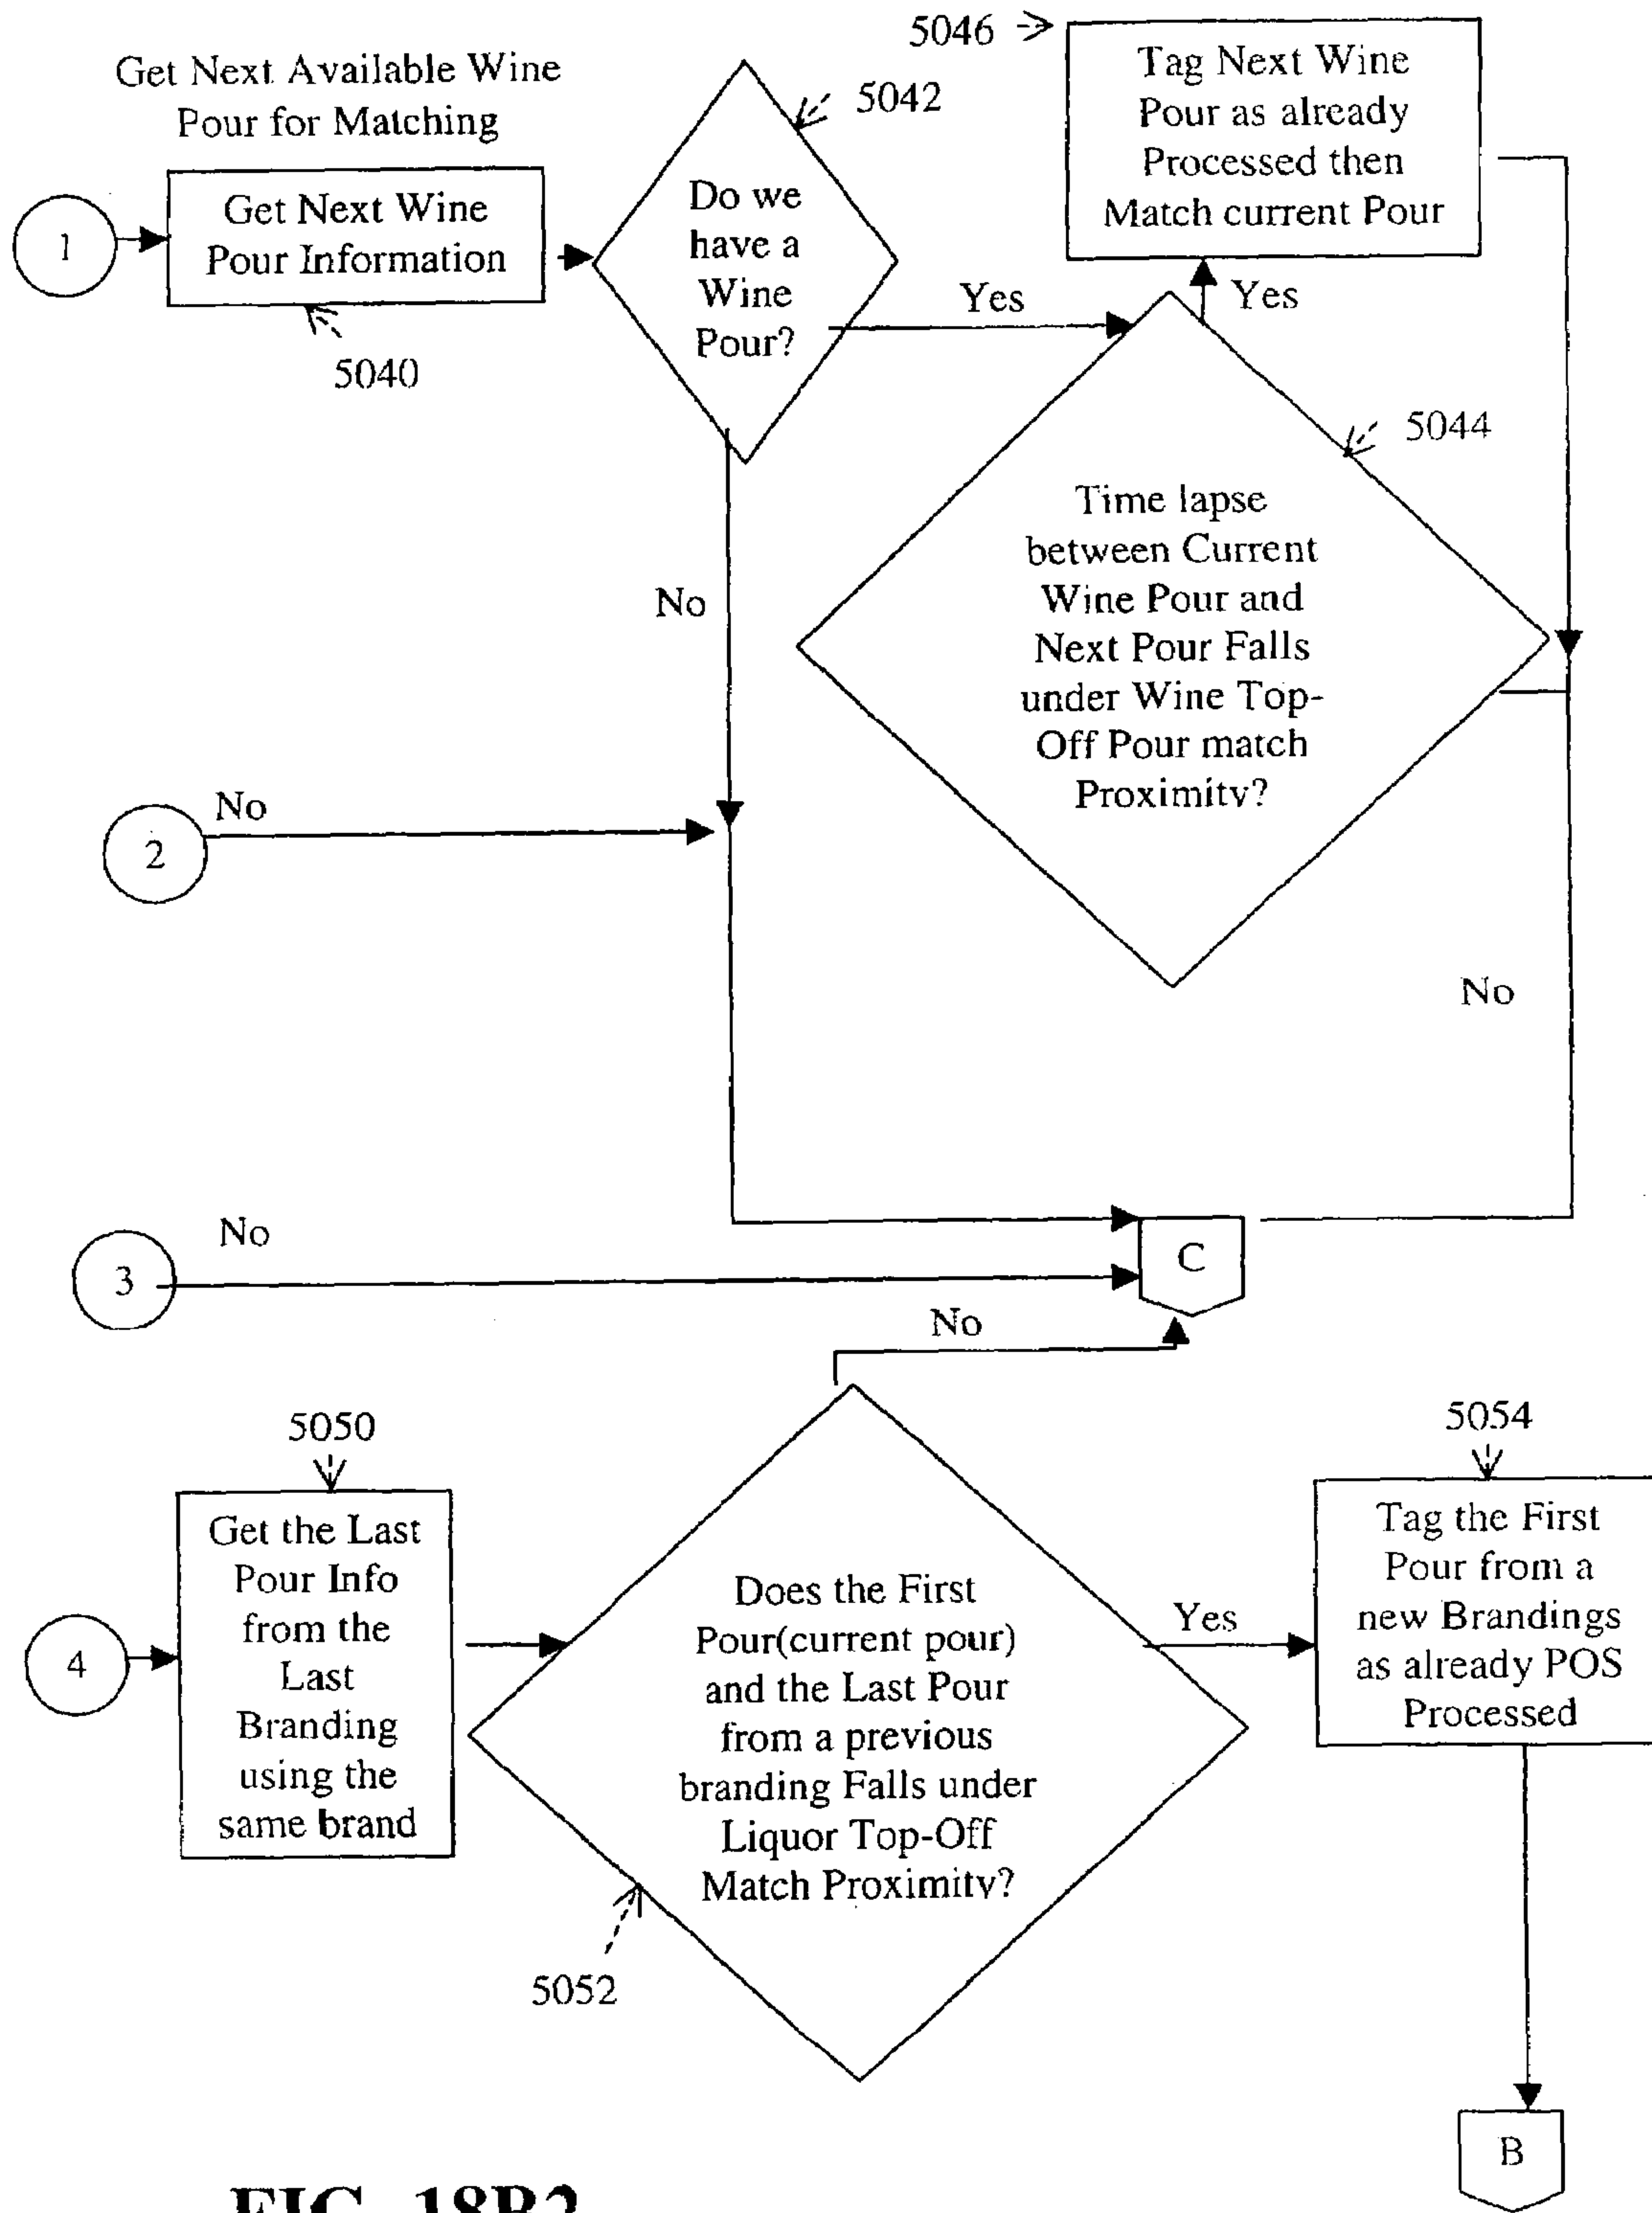 5046
Tag Next Wine
Pour as already
Processed then
Match current Pour
Get Next Available Wine
Pour for Matching
5042
1
Get Next Wine
Pour Information
5040
Do we
have a
Wine
Pour?
Yes
Yes
5044
Time lapse
between Current
Wine Pour and
Next Pour Falls
under Wine Top-
Off Pour match
Proximity?
No
No
2
No
No
3
C
No
5050
Get the Last
Pour Info
from the
Last
Branding
using the
same brand
4
Does the First
Pour(current pour)
and the Last Pour
from a previous
branding Falls under
Liquor Top-Off
Match Proximity?
5052
Yes
5054
Tag the First
Pour from a
new Brandings
as already POS
Processed
B
FIG. 18B2